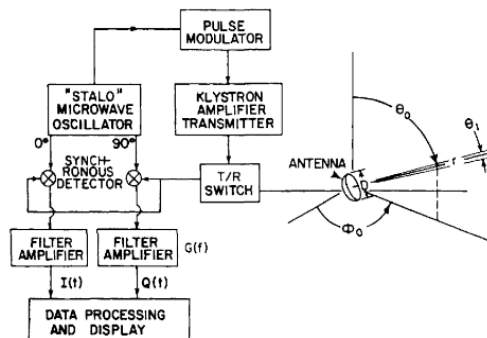 PULSE
MODULATOR
"STALO"
MICROWAVE
OSCILLATOR
KLYSTRON
AMPLIFIER
TRANSMITTER
0°
90°
SYNCH-
RONOUS
DETECTOR
T/R
SWITCH
ANTENNA
D
r
θ₀
θ₁
Φ₀
FILTER
AMPLIFIER
FILTER
AMPLIFIER
G(f)
I(t)
Q(t)
DATA PROCESSING
AND DISPLAY